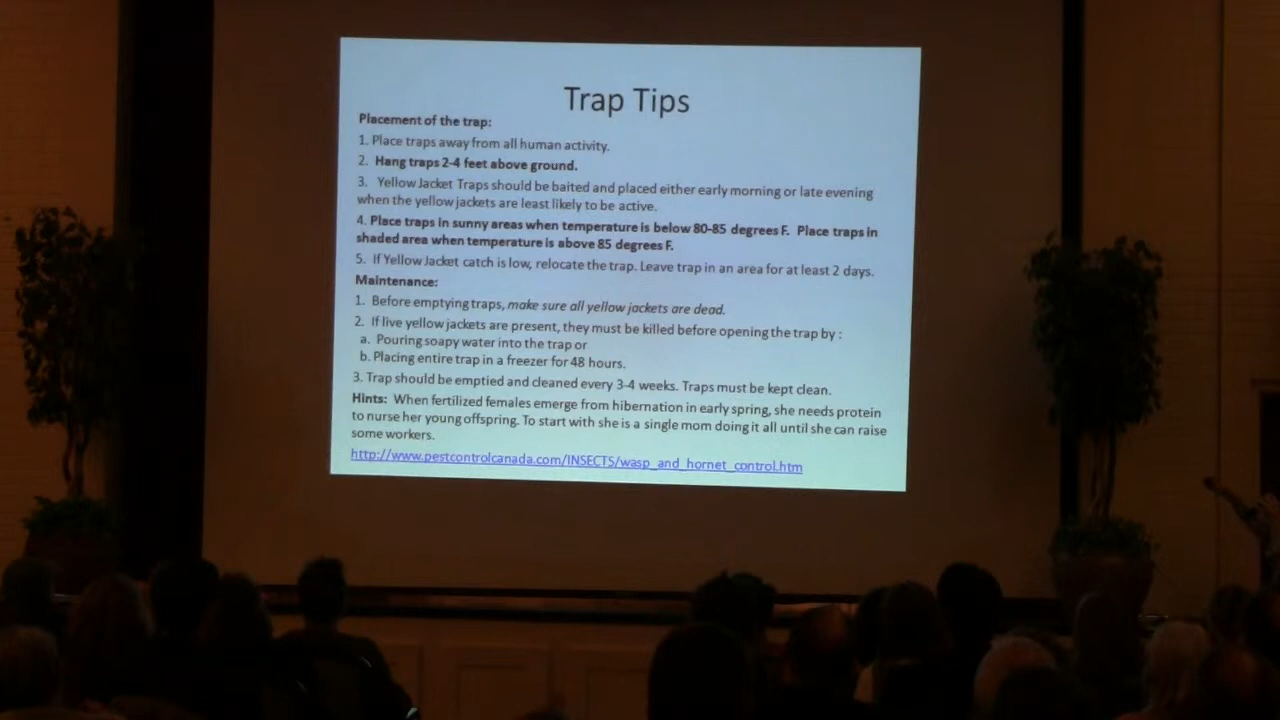 Trap Tips
Placement of the trap:
1. Place traps away from all human activity.
2. Hang traps 2-4 feet above ground.
3. Yellow Jacket Traps should be baited and placed either early morning or late evening
when the yellow jackets are least likely to be active.
4. Place traps in sunny areas when temperature is below 80-85 degrees F. Place traps in
shaded area when temperature is above 85 degrees F.
5. If Yellow Jacket catch is low, relocate the trap. Leave trap in an area for at least 2 days.
Maintenance:
1. Before emptying traps, make sure all yellow jackets are dead.
2. If live yellow jackets are present, they must be killed before opening the trap by :
a. Pouring soapy water into the trap or
b. Placing entire trap in a freezer for 48 hours.
3. Trap should be emptied and cleaned every 3-4 weeks. Traps must be kept clean.
Hints: When fertilized females emerge from hibernation in early spring, she needs protein
to nurse her young offspring. To start with she is a single mom doing it all until she can raise
some workers.
http://www.pestcontrolcanada.com/INSECTS/wasp_and_hornet_control.htm